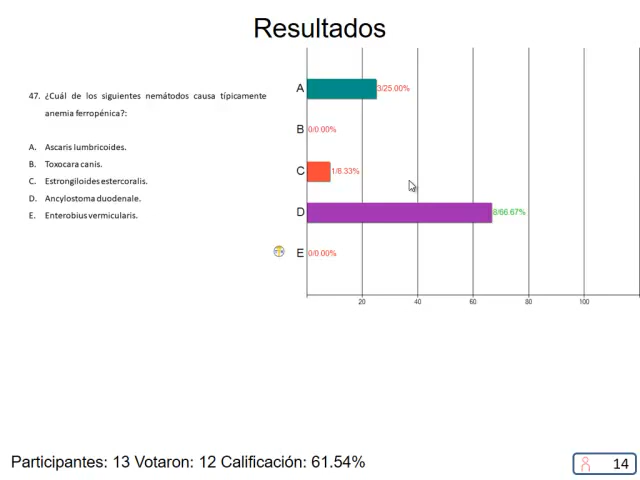 Resultados
47. ¿Cuál de los siguientes nemátodos causa típicamente
anemia ferropénica?:
A. Ascaris lumbricoides.
B. Toxocara canis.
C. Estrongiloides estercoralis.
D. Ancylostoma duodenale.
E. Enterobius vermicularis.
A 3/25.00%
B 0/0.00%
C 1/8.33%
D 8/66.67%
E 0/0.00%
20 40 60 80 100
Participantes: 13 Votaron: 12 Calificación: 61.54%
14